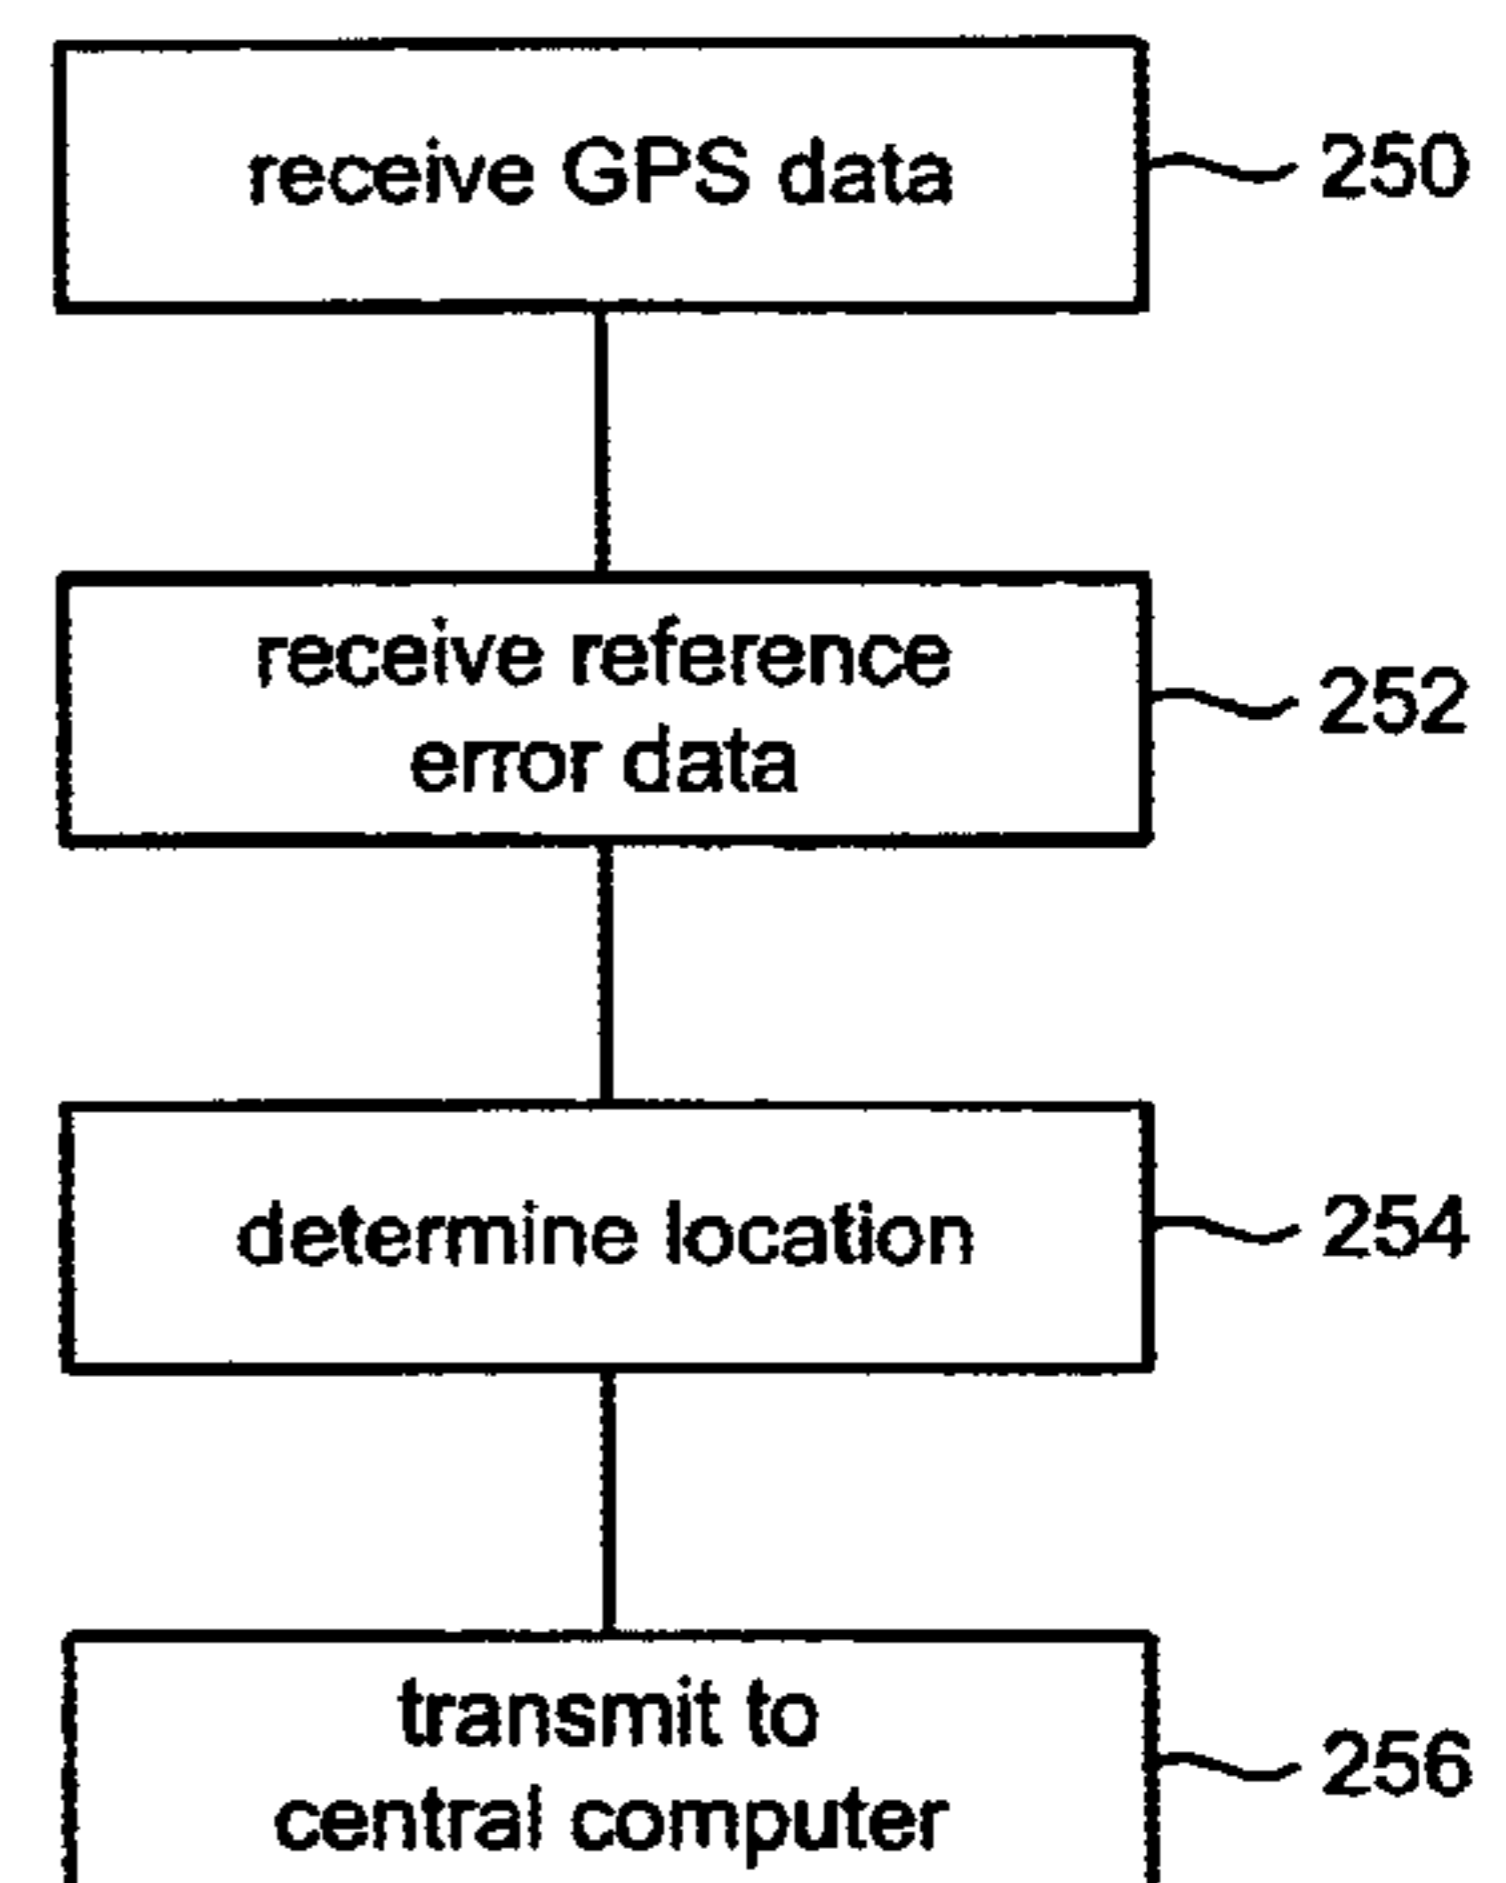 receive GPS data
250
receive reference
error data
252
determine location
254
transmit to
central computer
256